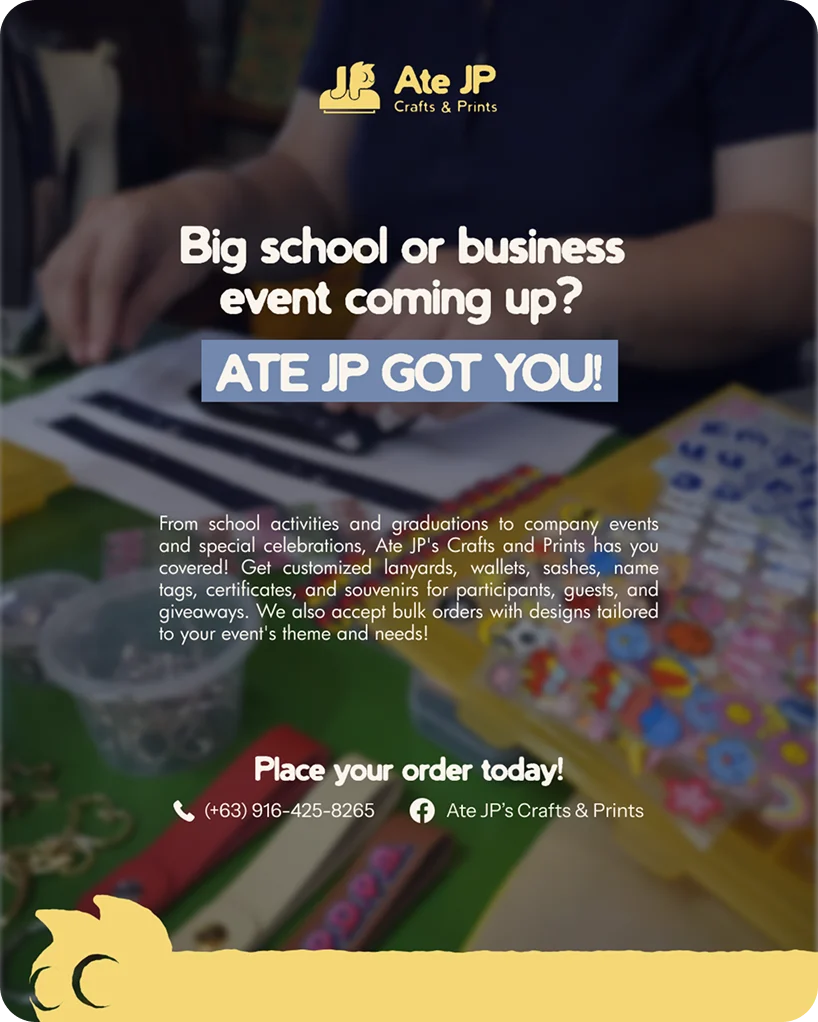 JP
Ate JP
Crafts & Prints
Big school or business
event coming up?
ATE JP GOT YOU!
From school activities and graduations to company events
and special celebrations, Ate JP's Crafts and Prints has you
covered! Get customized lanyards, wallets, sashes, name
tags, certificates, and souvenirs for participants, guests, and
giveaways. We also accept bulk orders with designs tailored
to your event's theme and needs!
Place your order today!
(+63) 916-425-8265
Ate JP's Crafts & Prints